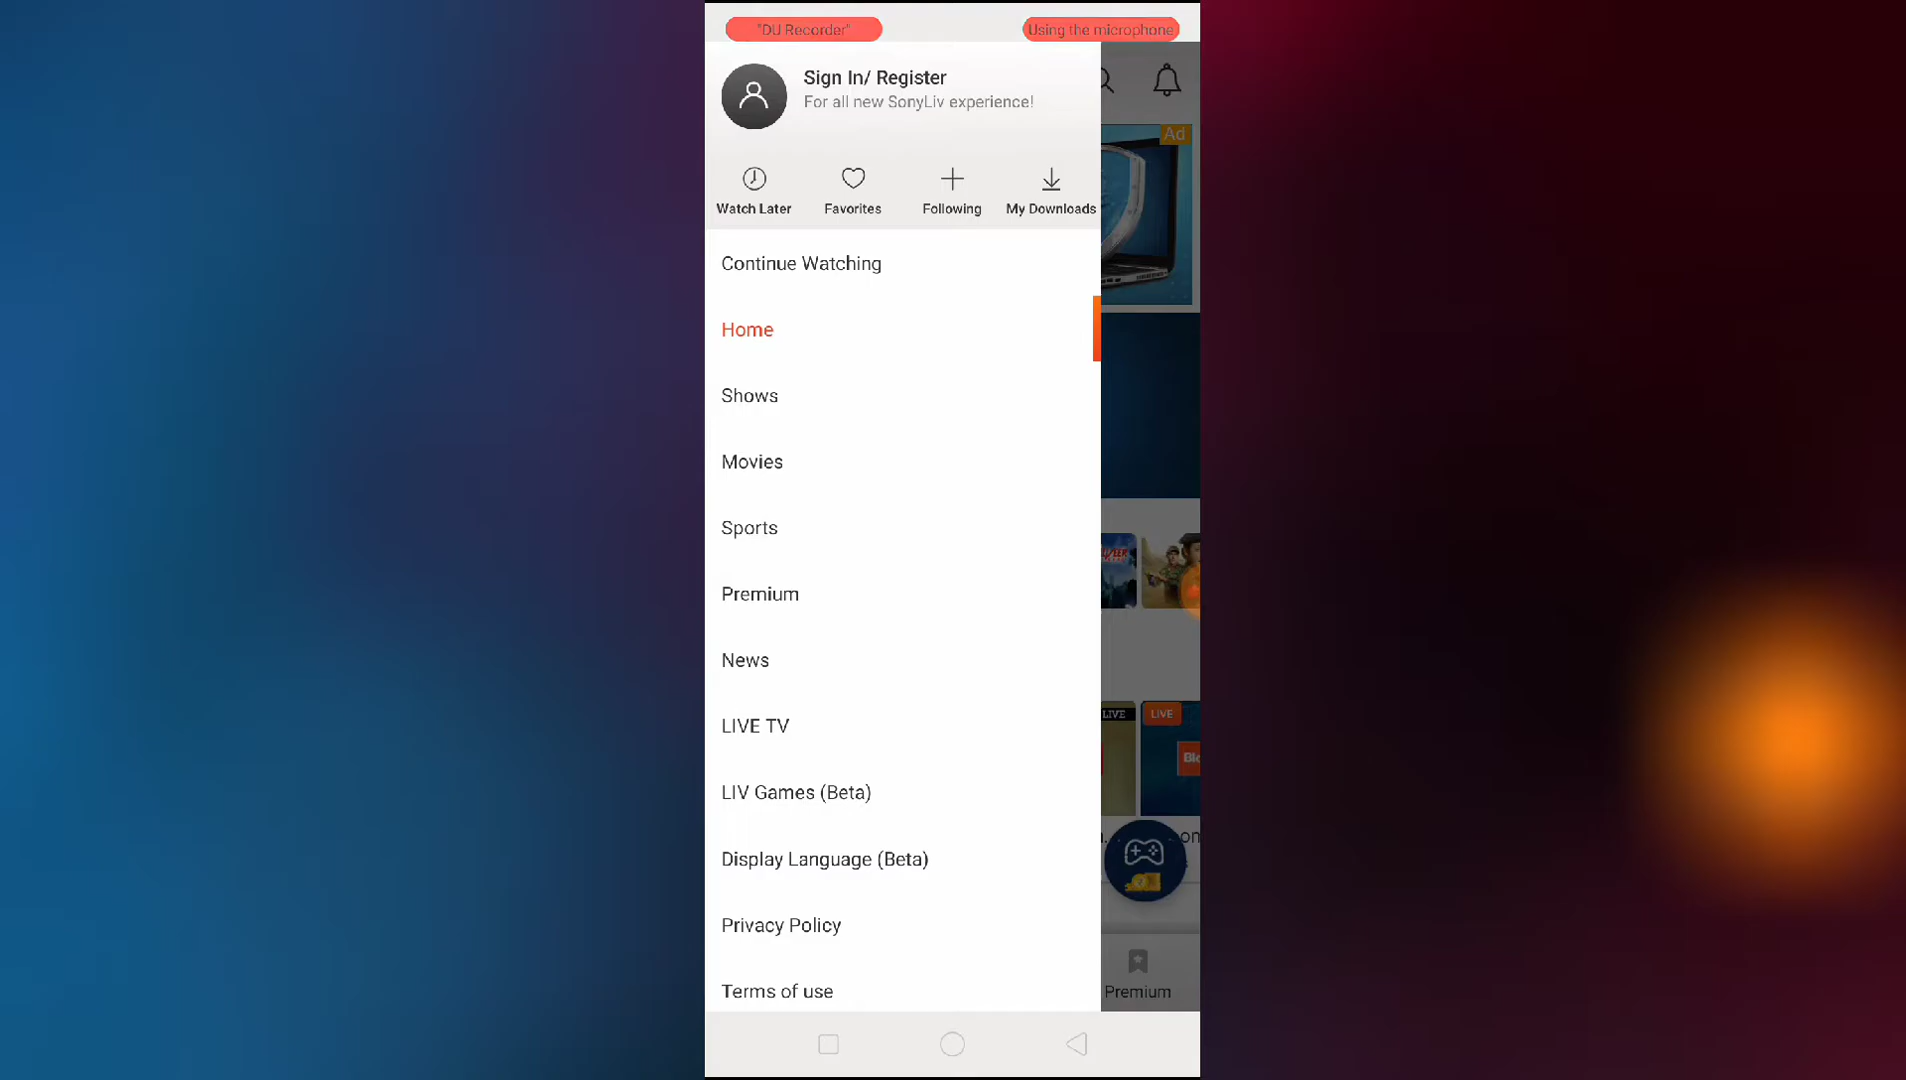 "DU Recorder"
Using the microphone
Sign In/ Register
For all new SonyLiv experience!
Ad
Watch Later
Favorites
Following
My Downloads
Continue Watching
Home
Shows
Movies
Sports
Premium
News
LIVE TV
LIVE
LIVE
LIV Games (Beta)
Display Language (Beta)
Privacy Policy
Terms of use
Premium